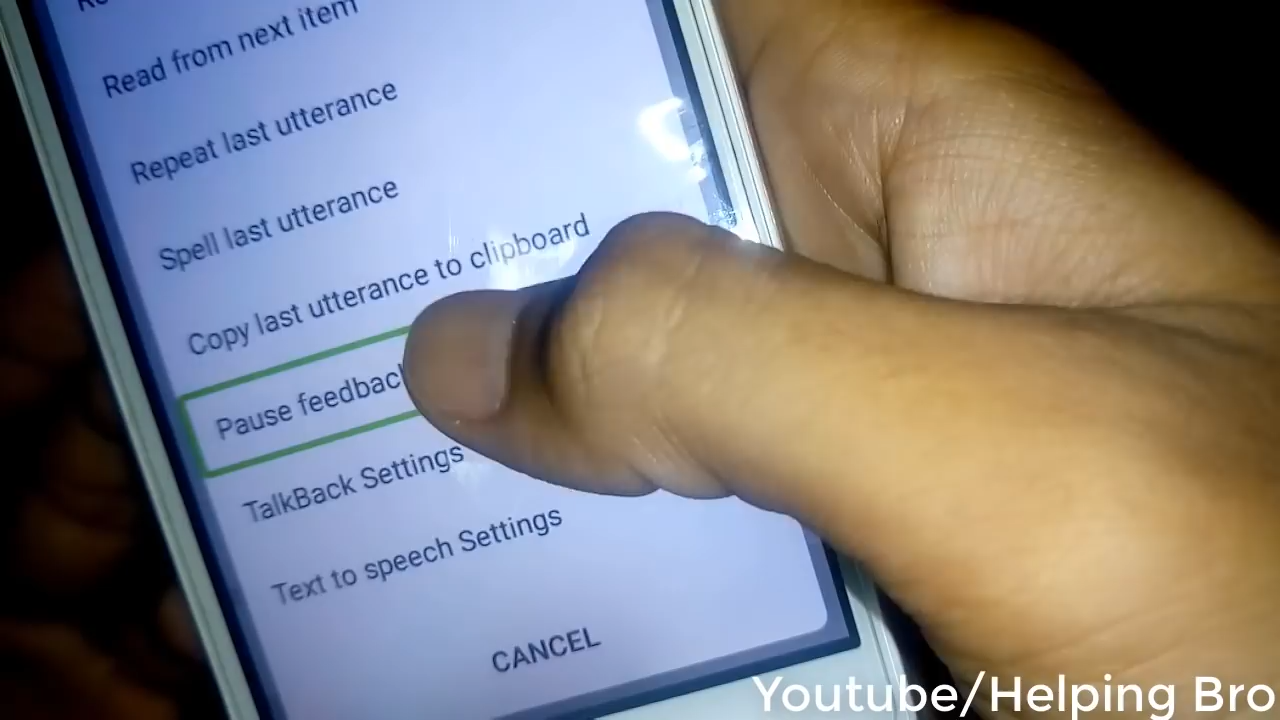 Read from next item
Repeat last utterance
Spell last utterance
Copy last utterance to clipboard
Pause feedback
TalkBack Settings
Text to speech Settings
CANCEL
Youtube/Helping Bro